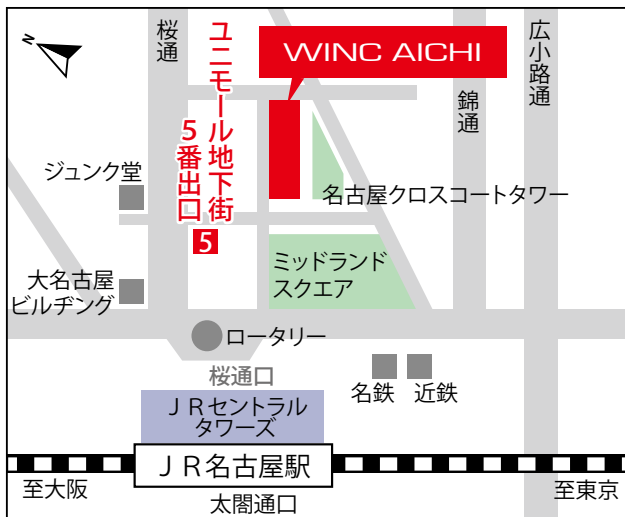 N
桜通
ユニモール地下街
5番出口
5
WINC AICHI
広小路通
錦通
ジュンク堂
名古屋クロスコートタワー
大名古屋
ビルヂング
ミッドランド
スクエア
ロータリー
桜通口
名鉄
近鉄
ＪＲセントラル
タワーズ
ＪＲ名古屋駅
至大阪
太閤通口
至東京